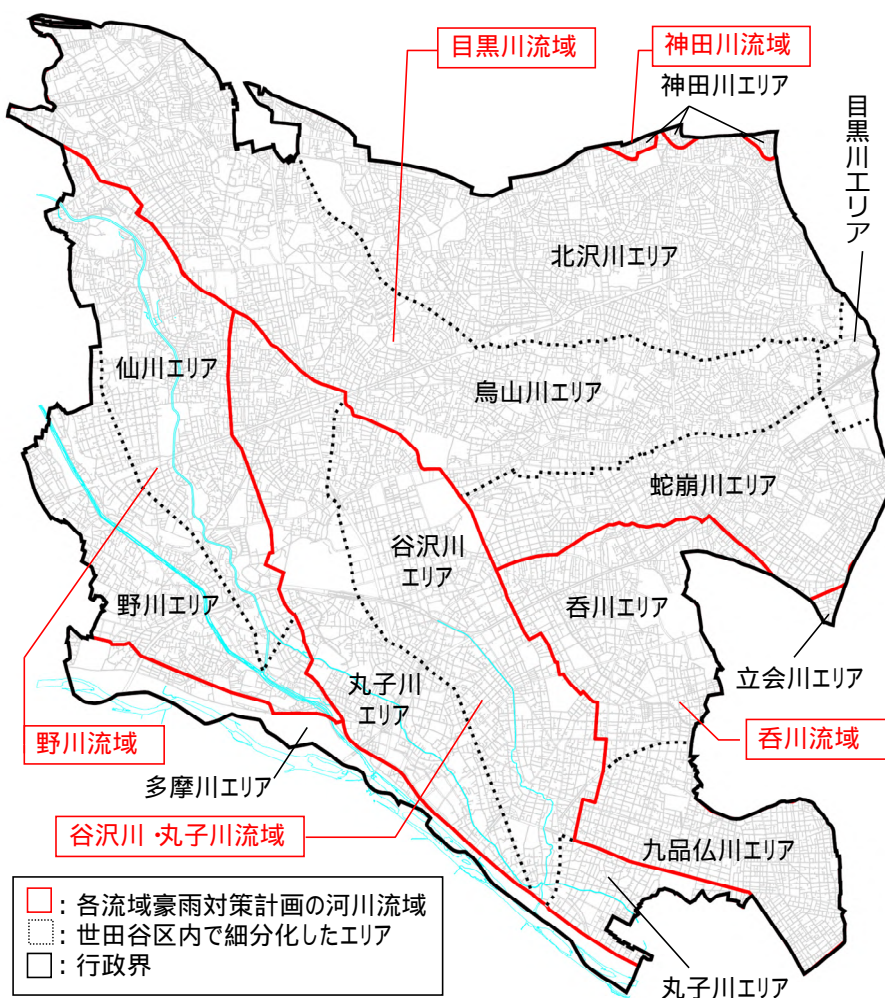 目黒川流域
神田川流域
神田川エリア
目黒川エリア
北沢川エリア
仙川エリア
烏山川エリア
蛇崩川エリア
谷沢川
エリア
呑川エリア
野川エリア
丸子川
エリア
立会川エリア
野川流域
呑川流域
多摩川エリア
谷沢川・丸子川流域
九品仏川エリア
：各流域豪雨対策計画の河川流域
：世田谷区内で細分化したエリア
：行政界
丸子川エリア